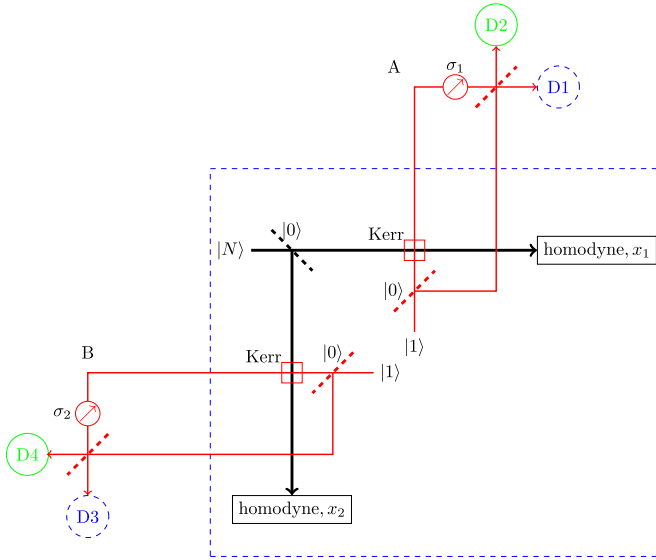 D2
A
σ₁
D1
|0⟩
Kerr
|N⟩
homodyne, x₁
|0⟩
|1⟩
B
Kerr
|0⟩
|1⟩
σ₂
D4
D3
homodyne, x₂